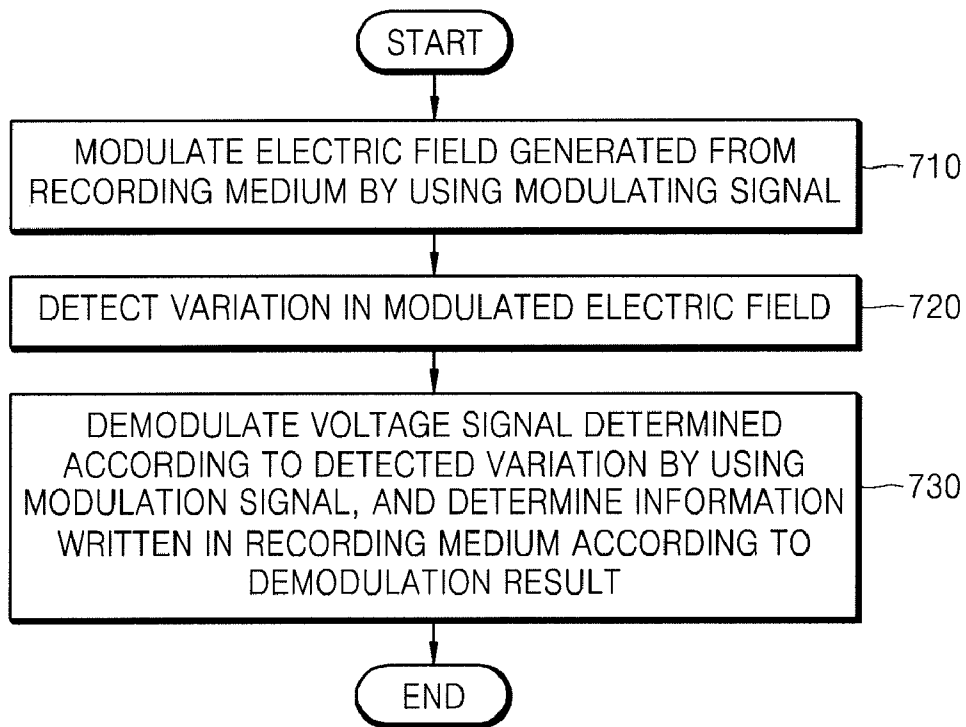 START
MODULATE ELECTRIC FIELD GENERATED FROM
RECORDING MEDIUM BY USING MODULATING SIGNAL
710
DETECT VARIATION IN MODULATED ELECTRIC FIELD
720
DEMODULATE VOLTAGE SIGNAL DETERMINED
ACCORDING TO DETECTED VARIATION BY USING
MODULATION SIGNAL, AND DETERMINE INFORMATION
WRITTEN IN RECORDING MEDIUM ACCORDING TO
DEMODULATION RESULT
730
END